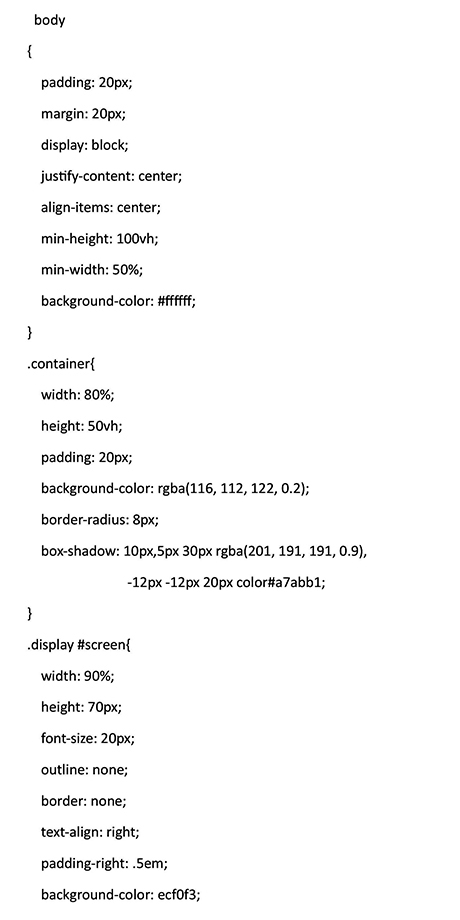 body
{
padding: 20px;
margin: 20px;
display: block;
justify-content: center;
align-items: center;
min-height: 100vh;
min-width: 50%;
background-color: #ffffff;
}
.container{
width: 80%;
height: 50vh;
padding: 20px;
background-color: rgba(116, 112, 122, 0.2);
border-radius: 8px;
box-shadow: 10px,5px 30px rgba(201, 191, 191, 0.9),
-12px -12px 20px color#a7abb1;
}
.display #screen{
width: 90%;
height: 70px;
font-size: 20px;
outline: none;
border: none;
text-align: right;
padding-right: .5em;
background-color: ecf0f3;